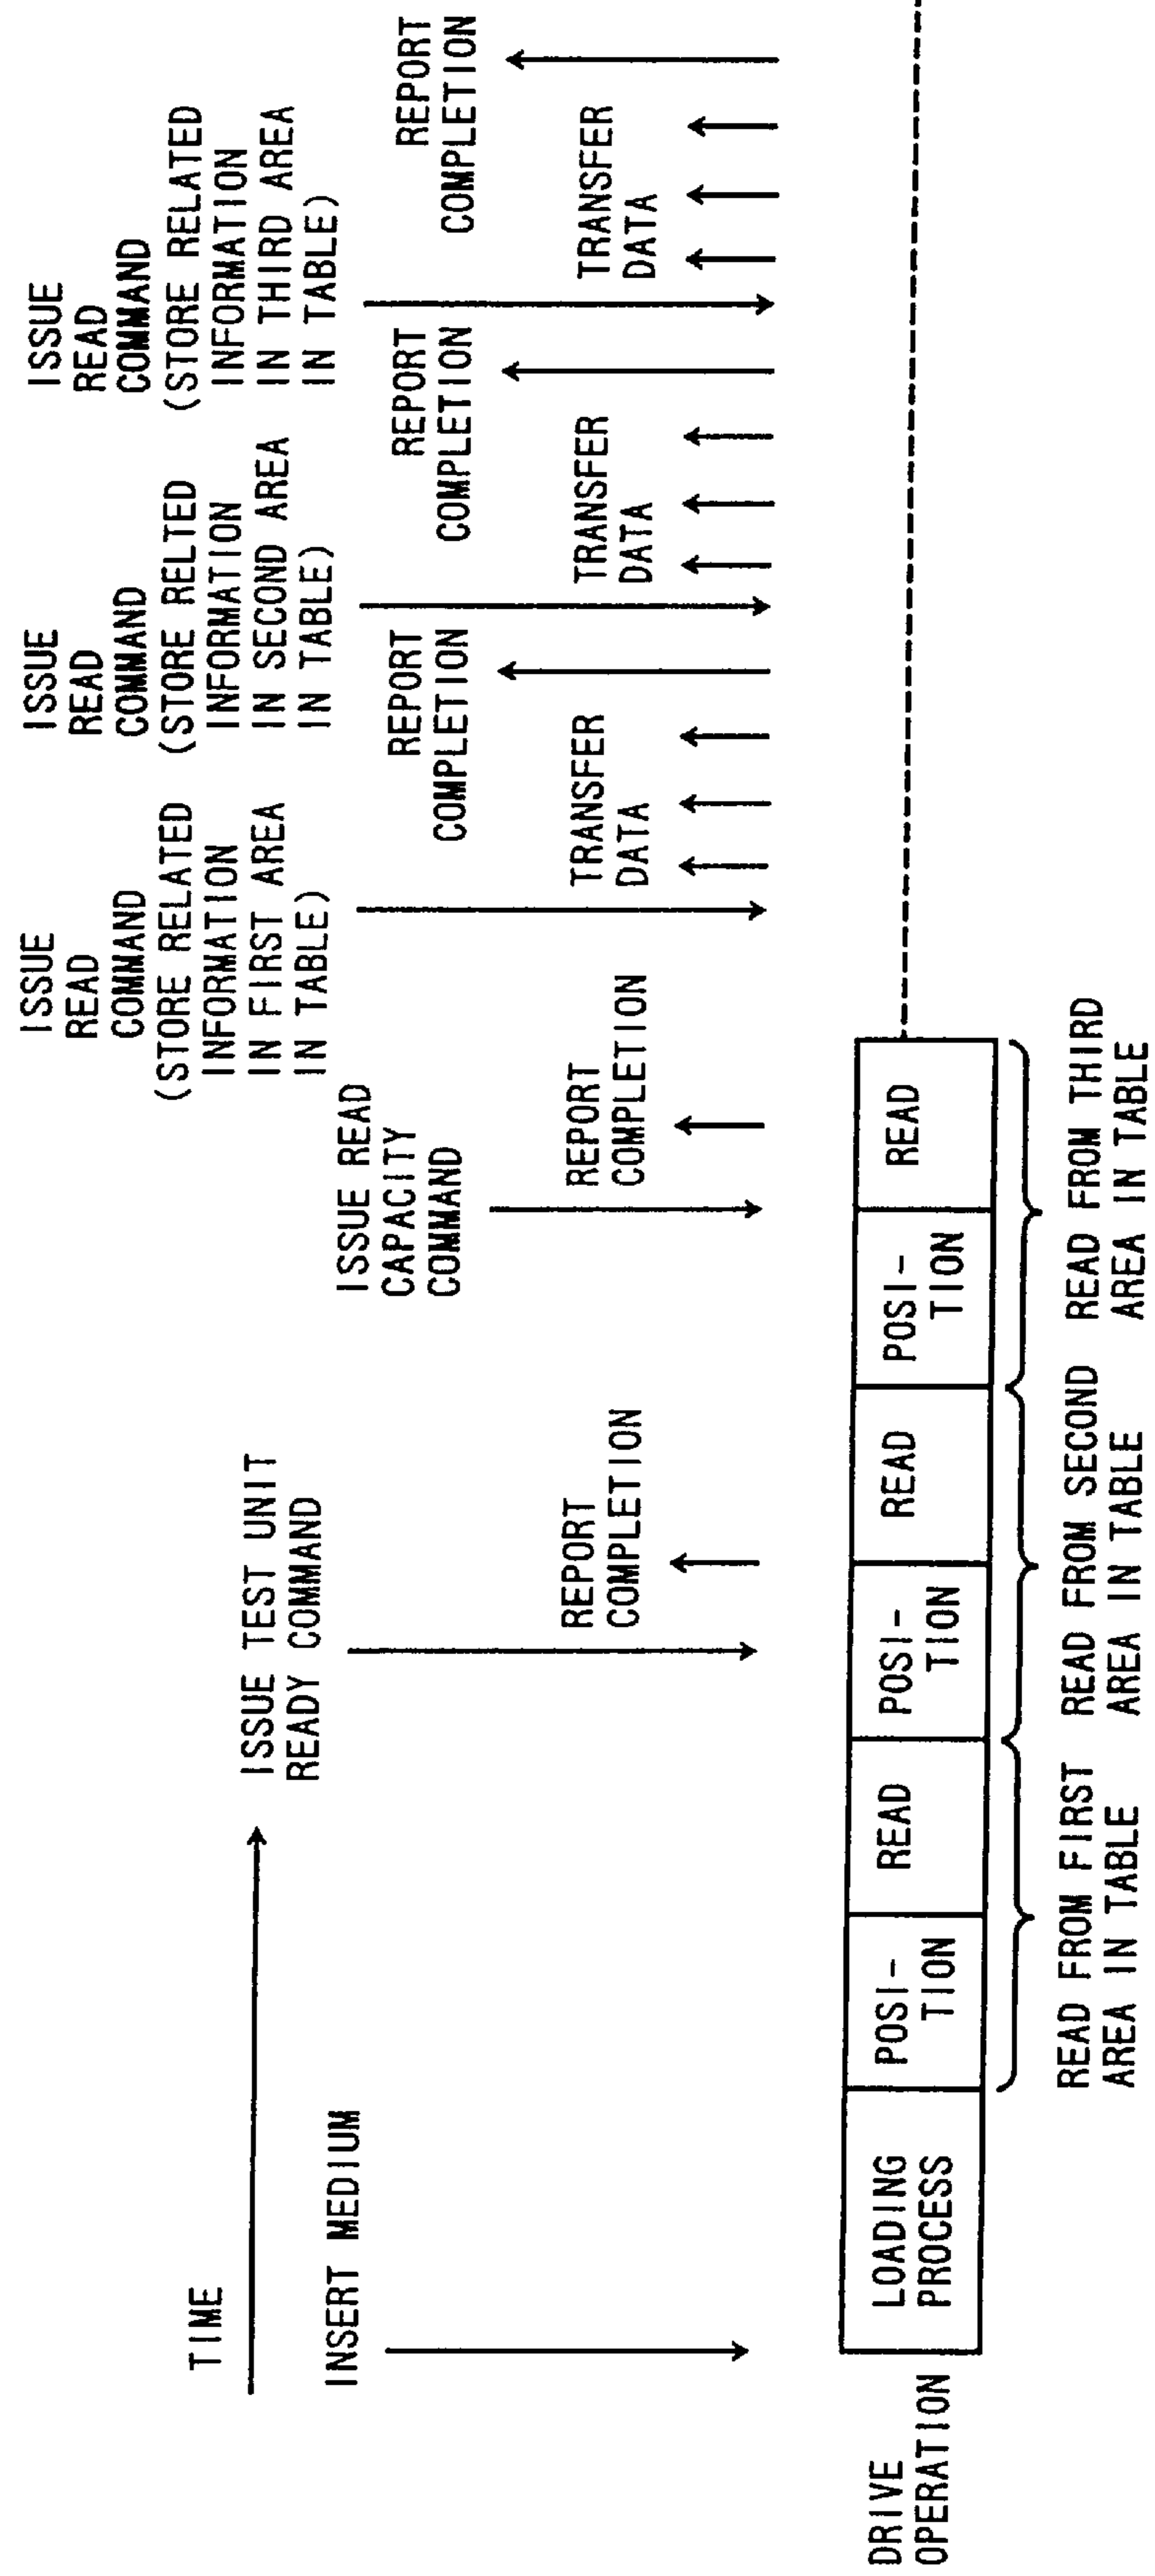 TIME
INSERT MEDIUM
ISSUE TEST UNIT
READY COMMAND
REPORT
COMPLETION
ISSUE READ
CAPACITY
COMMAND
REPORT
COMPLETION
ISSUE
READ
COMMAND
(STORE RELATED
INFORMATION
IN FIRST AREA
IN TABLE)
TRANSFER
DATA
REPORT
COMPLETION
ISSUE
READ
COMMAND
(STORE RELTED
INFORMATION
IN SECOND AREA
IN TABLE)
TRANSFER
DATA
REPORT
COMPLETION
ISSUE
READ
COMMAND
(STORE RELATED
INFORMATION
IN THIRD AREA
IN TABLE)
TRANSFER
DATA
REPORT
COMPLETION
DRIVE
OPERATION
LOADING
PROCESS
POSI-
TION
READ
POSI-
TION
READ
POSI-
TION
READ
READ FROM FIRST
AREA IN TABLE
READ FROM SECOND
AREA IN TABLE
READ FROM THIRD
AREA IN TABLE